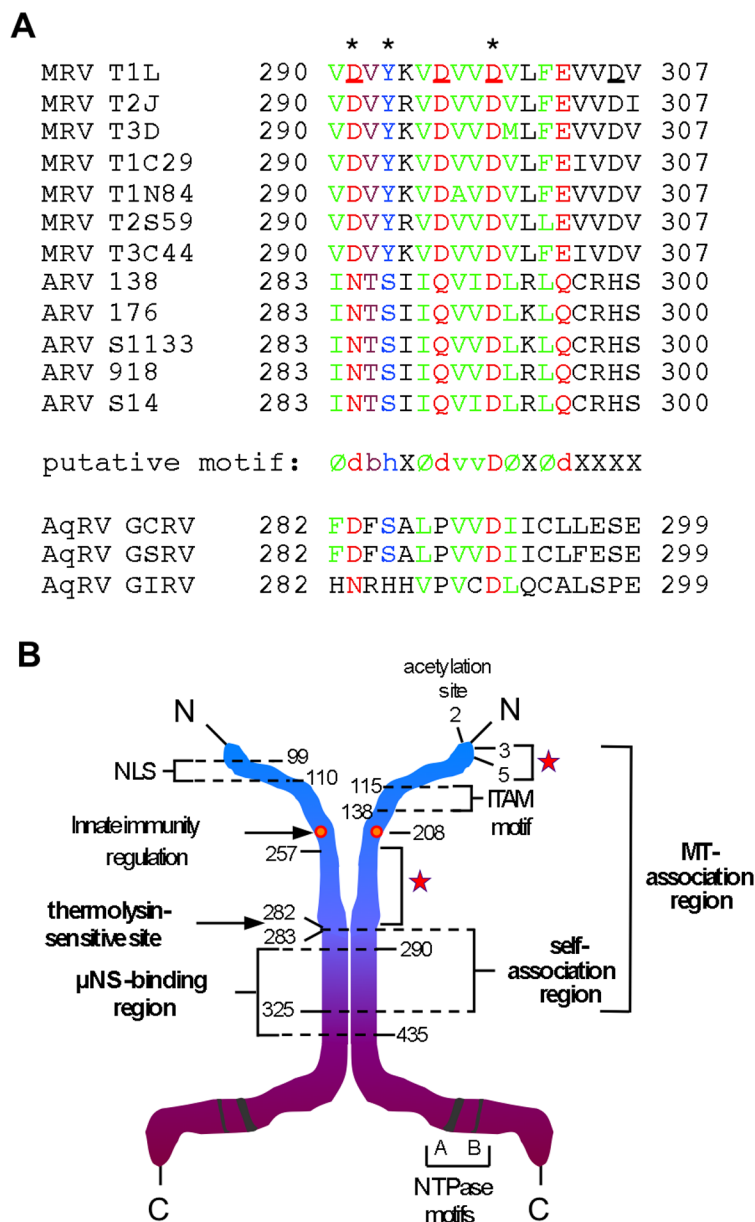 A
* * *
MRV T1L 290 VDVYKVDVVDVLFEVVDV 307
MRV T2J 290 VDVYRVDVVDVLFEVVDI 307
MRV T3D 290 VDVYKVDVVDMLFEVVDV 307
MRV T1C29 290 VDVYKVDVVDVLFEIVDV 307
MRV T1N84 290 VDVYKVDAVDVLFEVVDV 307
MRV T2S59 290 VDVYRVDVVDVLLEVVDV 307
MRV T3C44 290 VDVYKVDVVDVLFEIVDV 307
ARV 138 283 INTSIIQVIDLRLQCRHS 300
ARV 176 283 INTSIIQVVDLKLQCRHS 300
ARV S1133 283 INTSIIQVVDLKLQCRHS 300
ARV 918 283 INTSIIQVVDLRLQCRHS 300
ARV S14 283 INTSIIQVIDLRLQCRHS 300
putative motif: ØdbhXØdvvDØXØdXXXX
AqRV GCRV 282 FDFSALPVVDIICLLESE 299
AqRV GSRV 282 FDFSALPVVDIICLFESE 299
AqRV GIRV 282 HNRHHVPVCDLQCALSPE 299
B
acetylation
site
N 2 N
99 3
NLS 5
110 115
138 ITAM
motif
Innate immunity
regulation
208
257
MT-
association
region
thermolysin-
sensitive site
282
283
290
self-
association
region
µNS-binding
region
325
435
A B
NTPase
motifs
C C